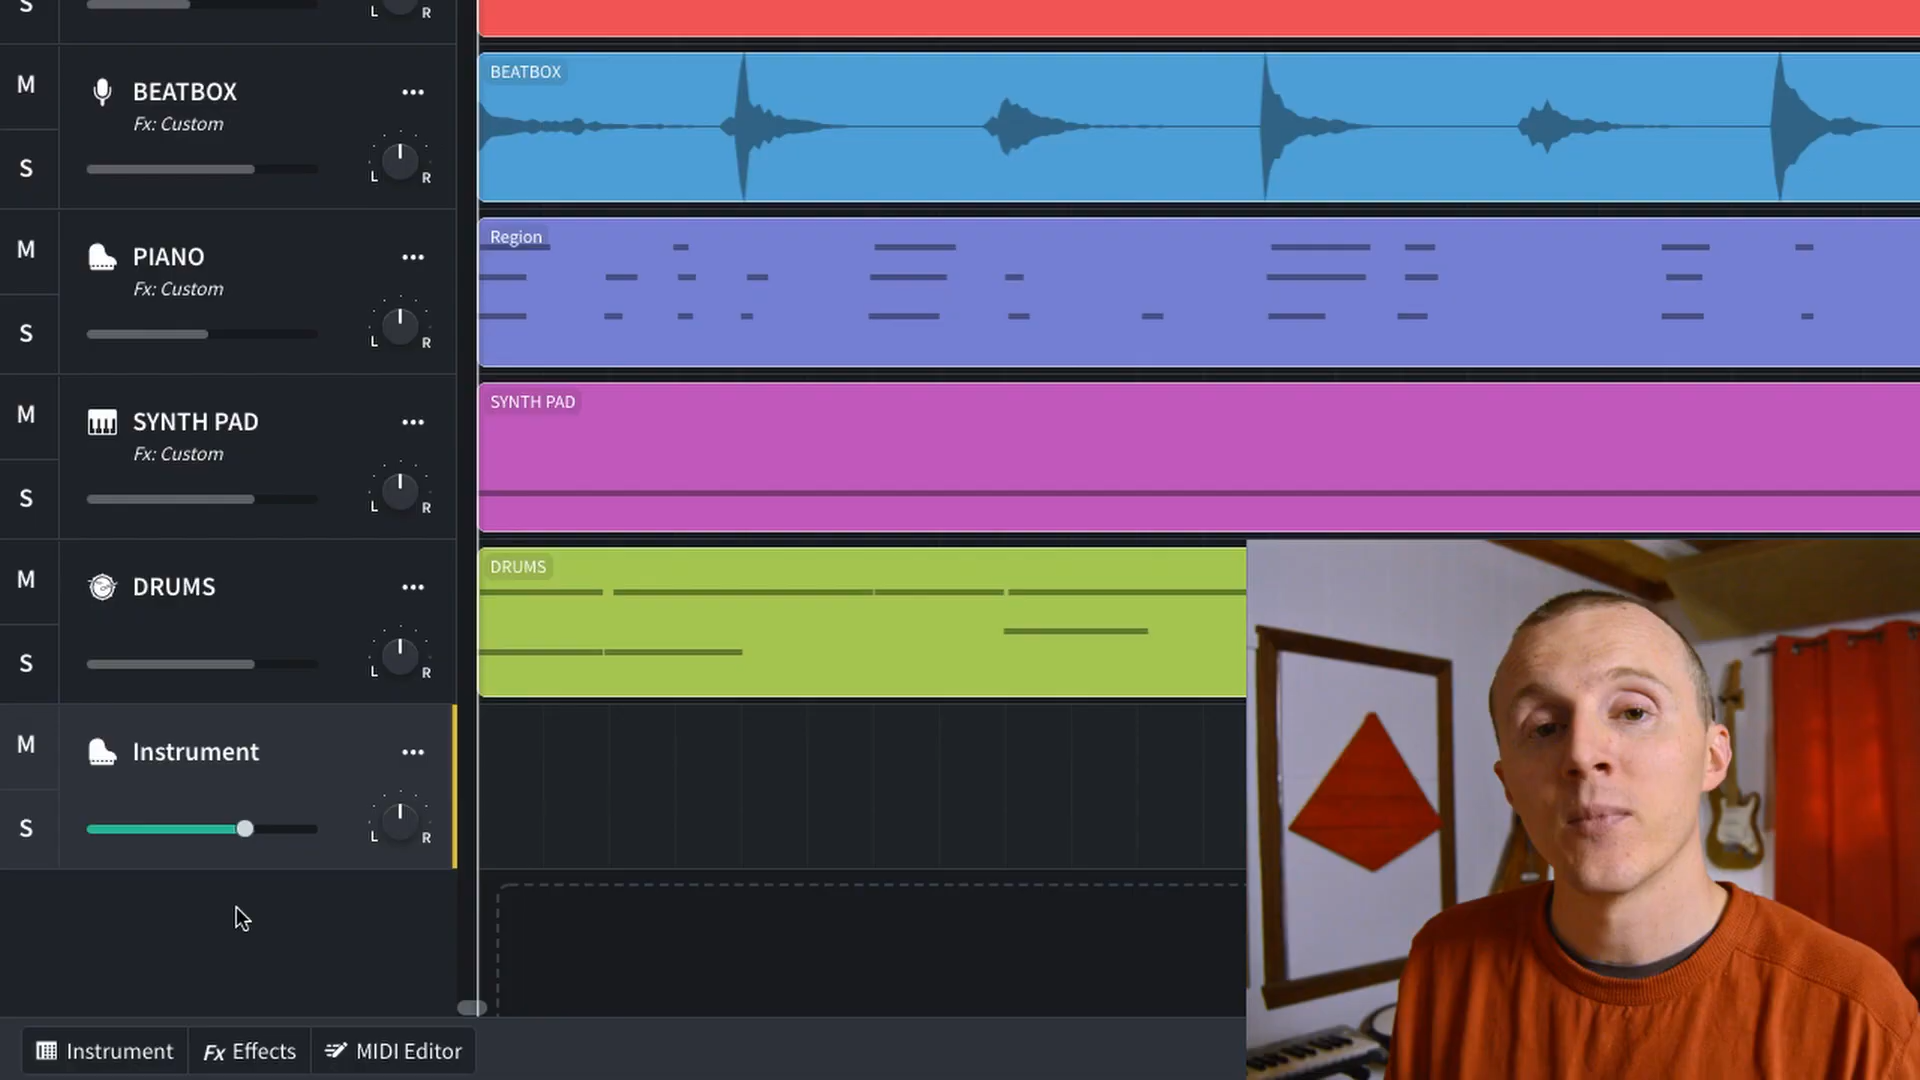 S
L R
M
BEATBOX
...
Fx: Custom
S
L R
BEATBOX
M
PIANO
...
Fx: Custom
S
L R
Region
M
SYNTH PAD
...
Fx: Custom
S
L R
SYNTH PAD
M
DRUMS
...
S
L R
DRUMS
M
Instrument
...
S
L R
Instrument
Fx Effects
MIDI Editor